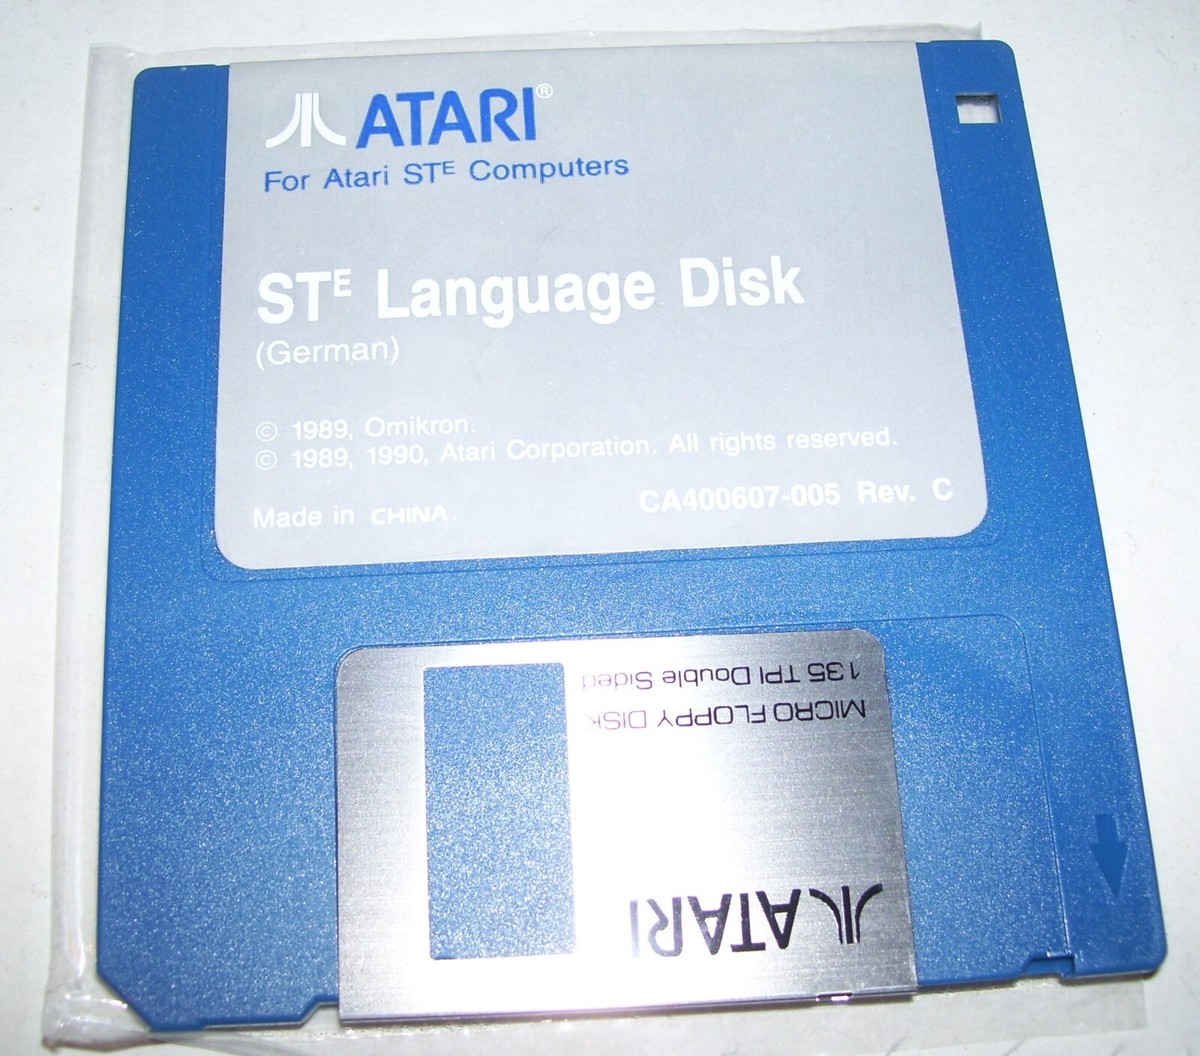 ATARI®
For Atari STE Computers
STE Language Disk
(German)
© 1989, Omikron.
© 1989, 1990, Atari Corporation. All rights reserved.
Made in CHINA.
CA400607-005 Rev. C
ATARI
MICRO FLOPPY DISK
135 TPI Double Sided